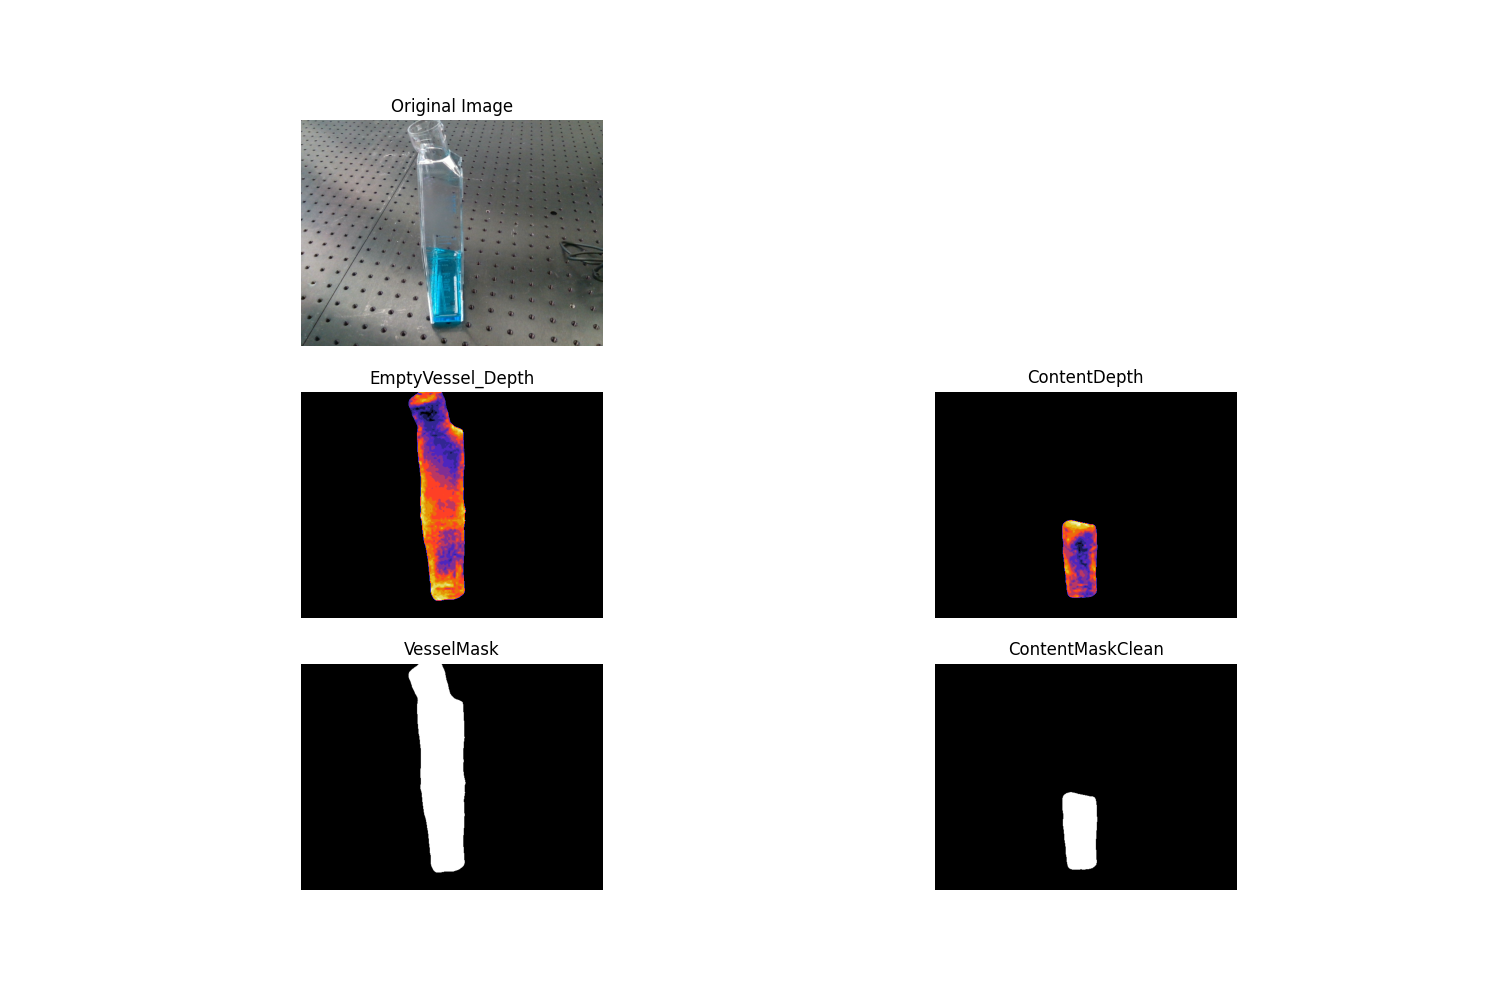 Original Image
EmptyVessel_Depth
ContentDepth
VesselMask
ContentMaskClean